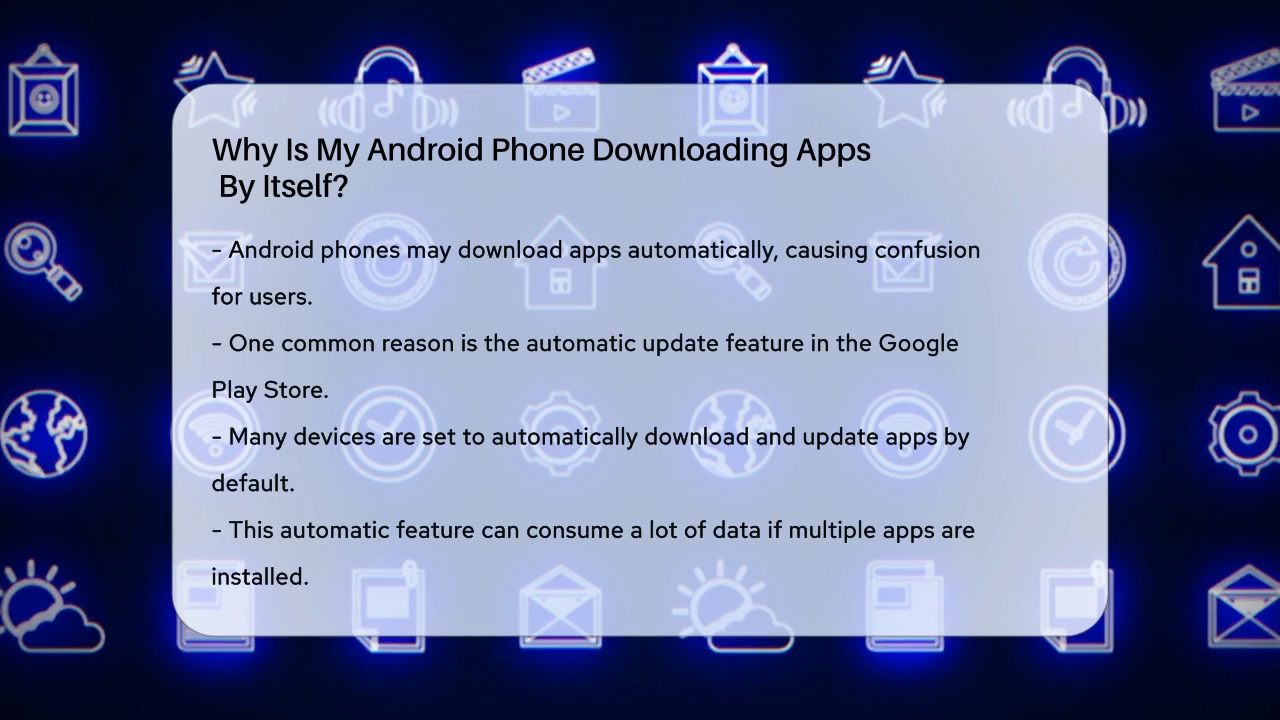 Why Is My Android Phone Downloading Apps
By Itself?
- Android phones may download apps automatically, causing confusion
for users.
- One common reason is the automatic update feature in the Google
Play Store.
- Many devices are set to automatically download and update apps by
default.
- This automatic feature can consume a lot of data if multiple apps are
installed.